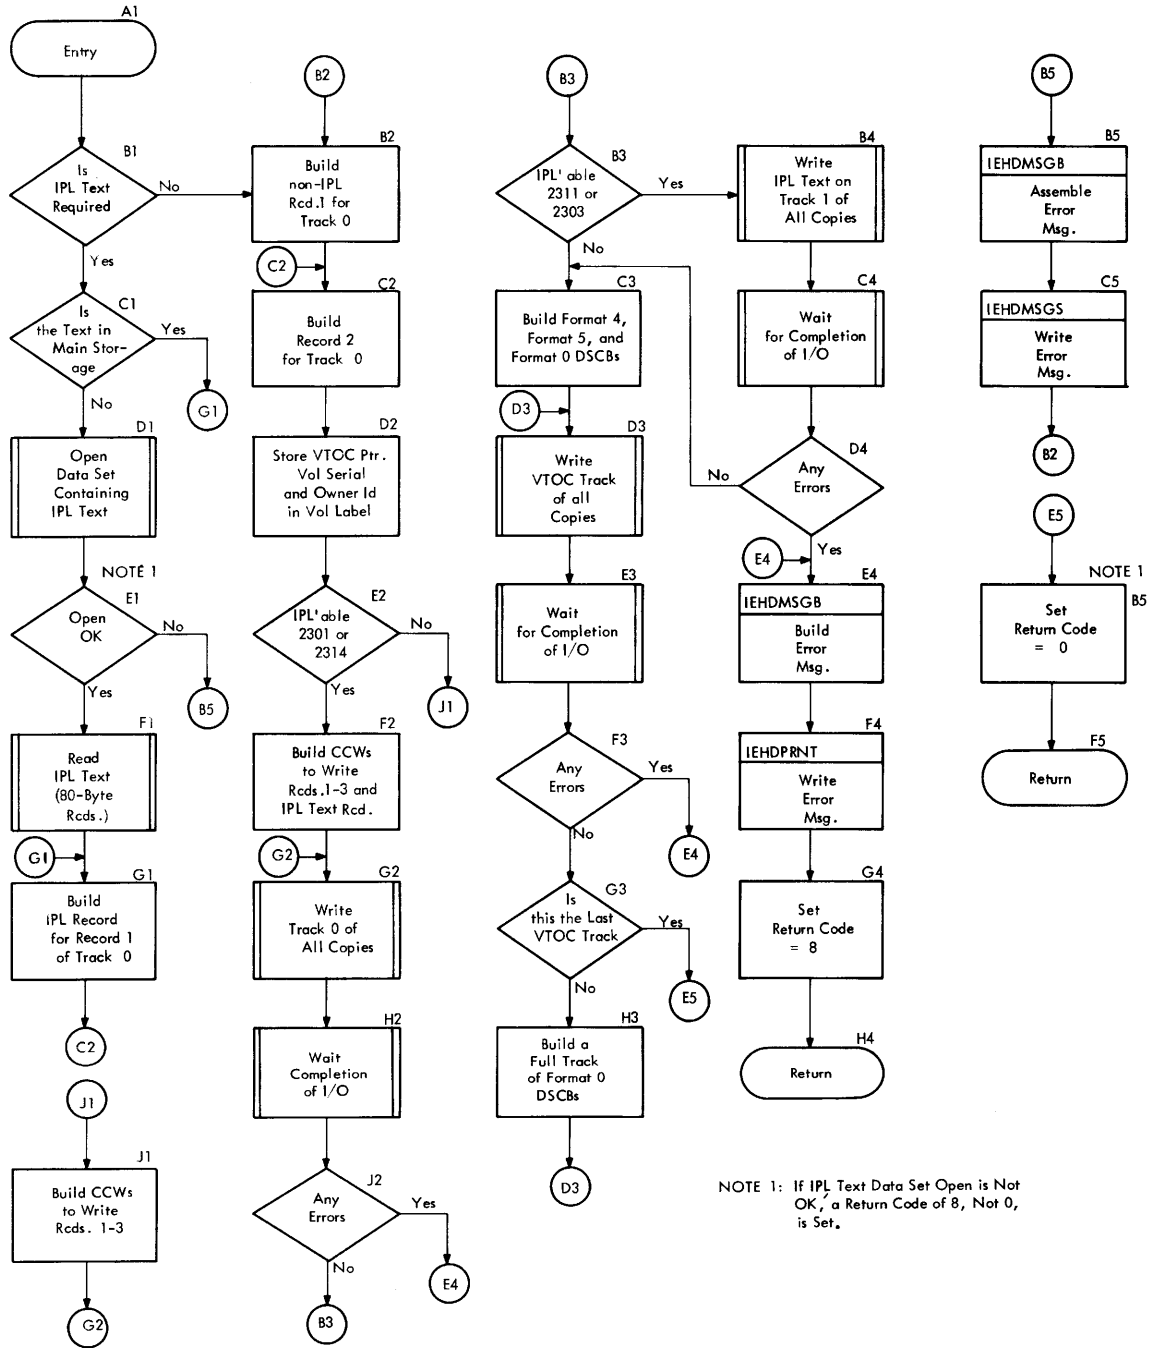 A1
Entry
B1
Is
IPL Text
Required
No
Yes
C1
Is
the Text in
Main Stor-
age
Yes
G1
No
D1
Open
Data Set
Containing
IPL Text
NOTE 1
E1
Open
OK
No
B5
Yes
F1
Read
IPL Text
(80-Byte
Rcds.)
G1
G1
Build
IPL Record
for Record 1
of Track 0
C2
J1
J1
Build CCWs
to Write
Rcds. 1-3
G2
B2
B2
Build
non-IPL
Rcd.1 for
Track 0
C2
C2
Build
Record 2
for Track 0
D2
Store VTOC Ptr.
Vol Serial
and Owner Id
in Vol Label
E2
IPL'able
2301 or
2314
No
J1
Yes
F2
Build CCWs
to Write
Rcds.1-3 and
IPL Text Rcd.
G2
G2
Write
Track 0 of
All Copies
H2
Wait
Completion
of I/O
J2
Any
Errors
Yes
E4
No
B3
B3
B3
IPL'able
2311 or
2303
Yes
No
C3
Build Format 4,
Format 5, and
Format 0 DSCBs
D3
D3
Write
VTOC Track
of all
Copies
E3
Wait
for Completion
of I/O
F3
Any
Errors
Yes
E4
No
G3
Is
this the Last
VTOC Track
Yes
E5
No
H3
Build a
Full Track
of Format 0
DSCBs
D3
B4
Write
IPL Text on
Track 1 of
All Copies
C4
Wait
for Completion
of I/O
D4
Any
Errors
No
Yes
E4
E4
IEHDMSGB
Build
Error
Msg.
F4
IEHDPRNT
Write
Error
Msg.
G4
Set
Return Code
= 8
H4
Return
B5
B5
IEHDMSGB
Assemble
Error
Msg.
C5
IEHDMSGS
Write
Error
Msg.
B2
E5
NOTE 1
B5
Set
Return Code
= 0
F5
Return
NOTE 1: If IPL Text Data Set Open is Not
OK, a Return Code of 8, Not 0,
is Set.